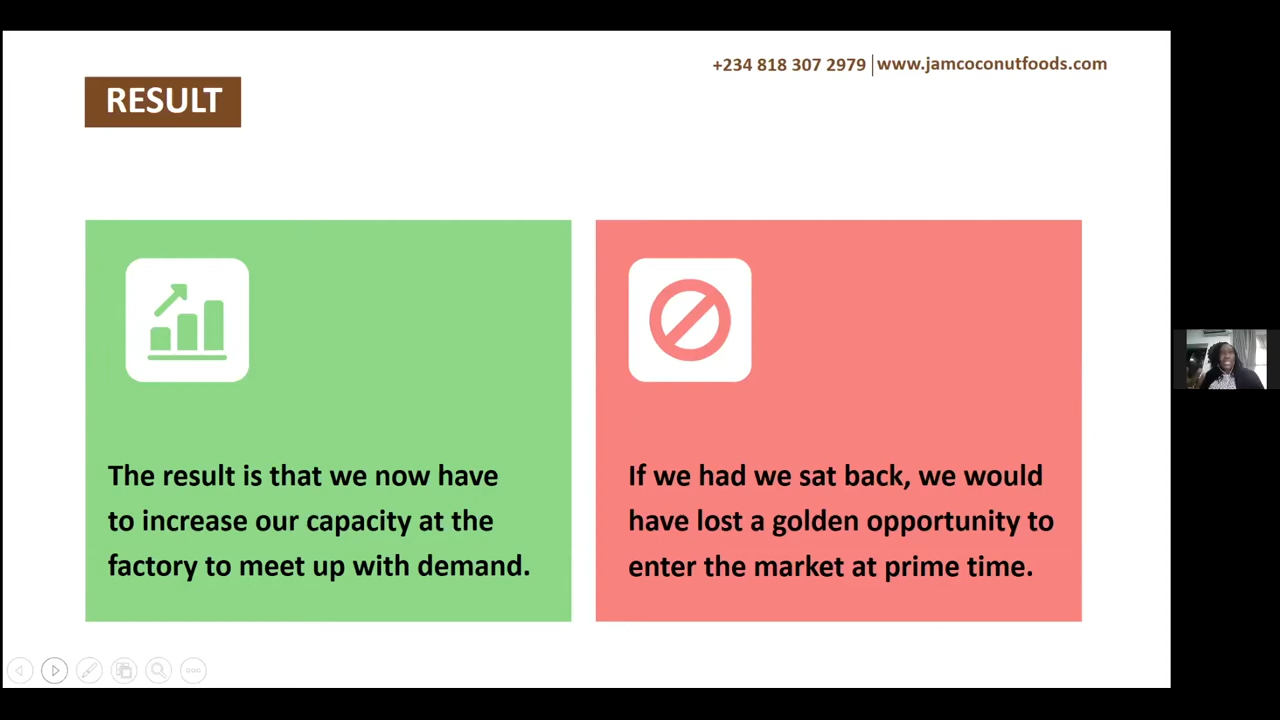 +234 818 307 2979 | www.jamcoconutfoods.com
RESULT
The result is that we now have
to increase our capacity at the
factory to meet up with demand.
If we had we sat back, we would
have lost a golden opportunity to
enter the market at prime time.